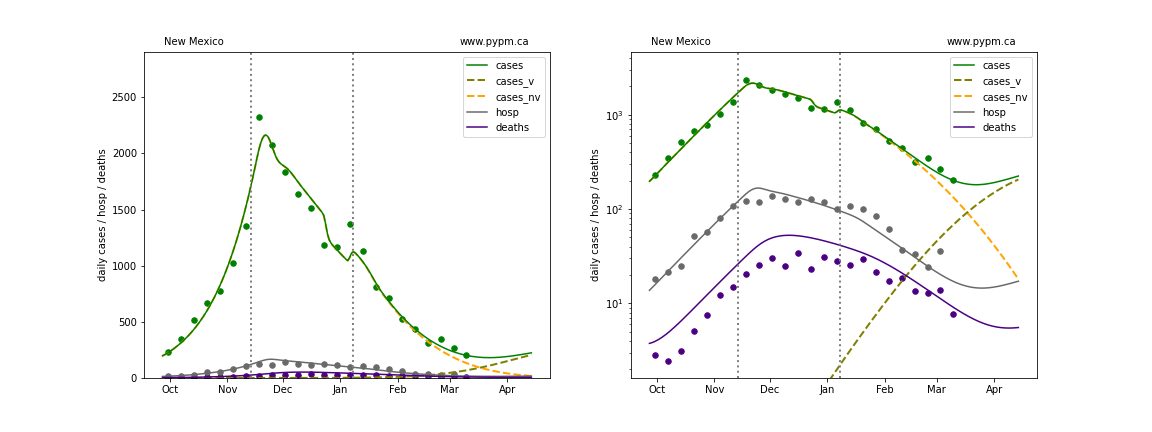 New Mexico www.pypm.ca
daily cases / hosp / deaths
2500
2000
1500
1000
500
0
Oct Nov Dec Jan Feb Mar Apr
cases
cases_v
cases_nv
hosp
deaths
New Mexico www.pypm.ca
daily cases / hosp / deaths
10³
10²
10¹
Oct Nov Dec Jan Feb Mar Apr
cases
cases_v
cases_nv
hosp
deaths